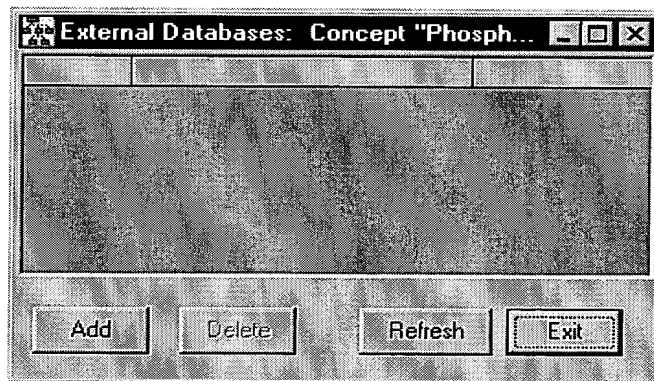 External Databases: Concept "Phosph...
Add Delete Refresh Exit